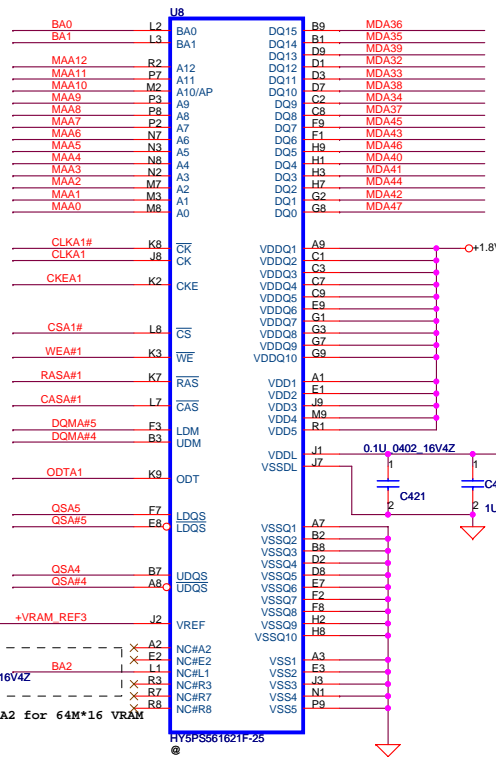 U8
BA0 L2 BA0 DQ15 B9 MDA36
BA1 L3 BA1 DQ14 B1 MDA35
DQ13 D9 MDA39
MAA12 R2 A12 DQ12 D1 MDA32
MAA11 P7 A11 DQ11 D3 MDA33
MAA10 M2 A10/AP DQ10 D7 MDA38
MAA9 P3 A9 DQ9 C2 MDA34
MAA8 P8 A8 DQ8 C8 MDA37
MAA7 P2 A7 DQ7 F9 MDA45
MAA6 N7 A6 DQ6 F1 MDA43
MAA5 N3 A5 DQ5 H9 MDA46
MAA4 N8 A4 DQ4 H1 MDA40
MAA3 N2 A3 DQ3 H3 MDA41
MAA2 M7 A2 DQ2 H7 MDA44
MAA1 M3 A1 DQ1 G2 MDA42
MAA0 M8 A0 DQ0 G8 MDA47
CLKA1# K8 CK VDDQ1 A9 +1.8V
CLKA1 J8 CK VDDQ2 C1
VDDQ3 C3
CKEA1 K2 CKE VDDQ4 C7
VDDQ5 C9
VDDQ6 E9
VDDQ7 G1
CSA1# L8 CS VDDQ8 G3
VDDQ9 G7
WEA#1 K3 WE VDDQ10 G9
RASA#1 K7 RAS VDD1 A1
VDD2 E1
CASA#1 L7 CAS VDD3 J9
VDD4 M9
DQMA#5 F3 LDM VDD5 R1
DQMA#4 B3 UDM
VDDL J1 0.1U_0402_16V4Z
VSSDL J7
1 1
ODTA1 K9 ODT
C421 C4
2 2 1U
QSA5 F7 LDQS
QSA#5 E8 LDQS VSSQ1 A7
VSSQ2 B2
VSSQ3 B8
VSSQ4 D2
QSA4 B7 UDQS VSSQ5 D8
QSA#4 A8 UDQS VSSQ6 E7
VSSQ7 F2
VSSQ8 F8
+VRAM_REF3 J2 VREF VSSQ9 H2
VSSQ10 H8
A2 NC#A2
E2 NC#E2 VSS1 A3
BA2 L1 NC#L1 VSS2 E3
16V4Z R3 NC#R3 VSS3 J3
R7 NC#R7 VSS4 N1
R8 NC#R8 VSS5 P9
A2 for 64M*16 VRAM
HY5PS561621F-25
@